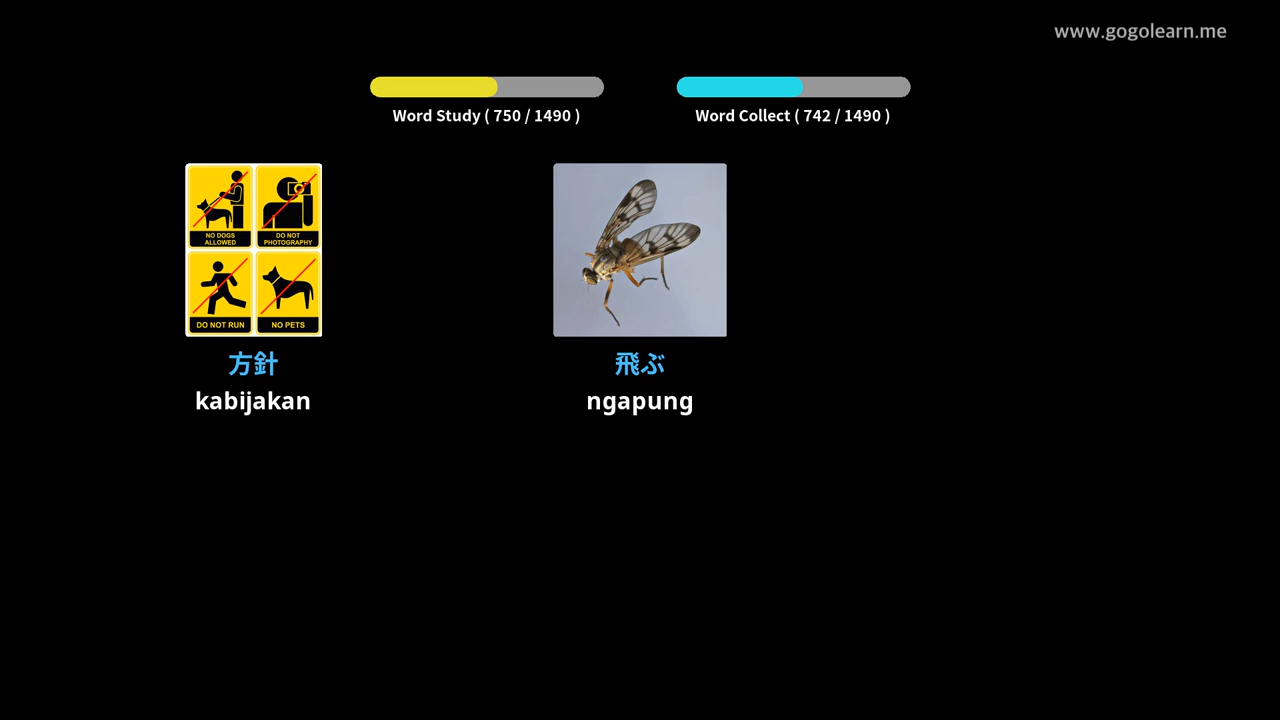 www.gogolearn.me
Word Study ( 750 / 1490 )
Word Collect ( 742 / 1490 )
NO DOGS
ALLOWED
DO NOT
PHOTOGRAPHY
DO NOT RUN
NO PETS
方針
kabijakan
飛ぶ
ngapung